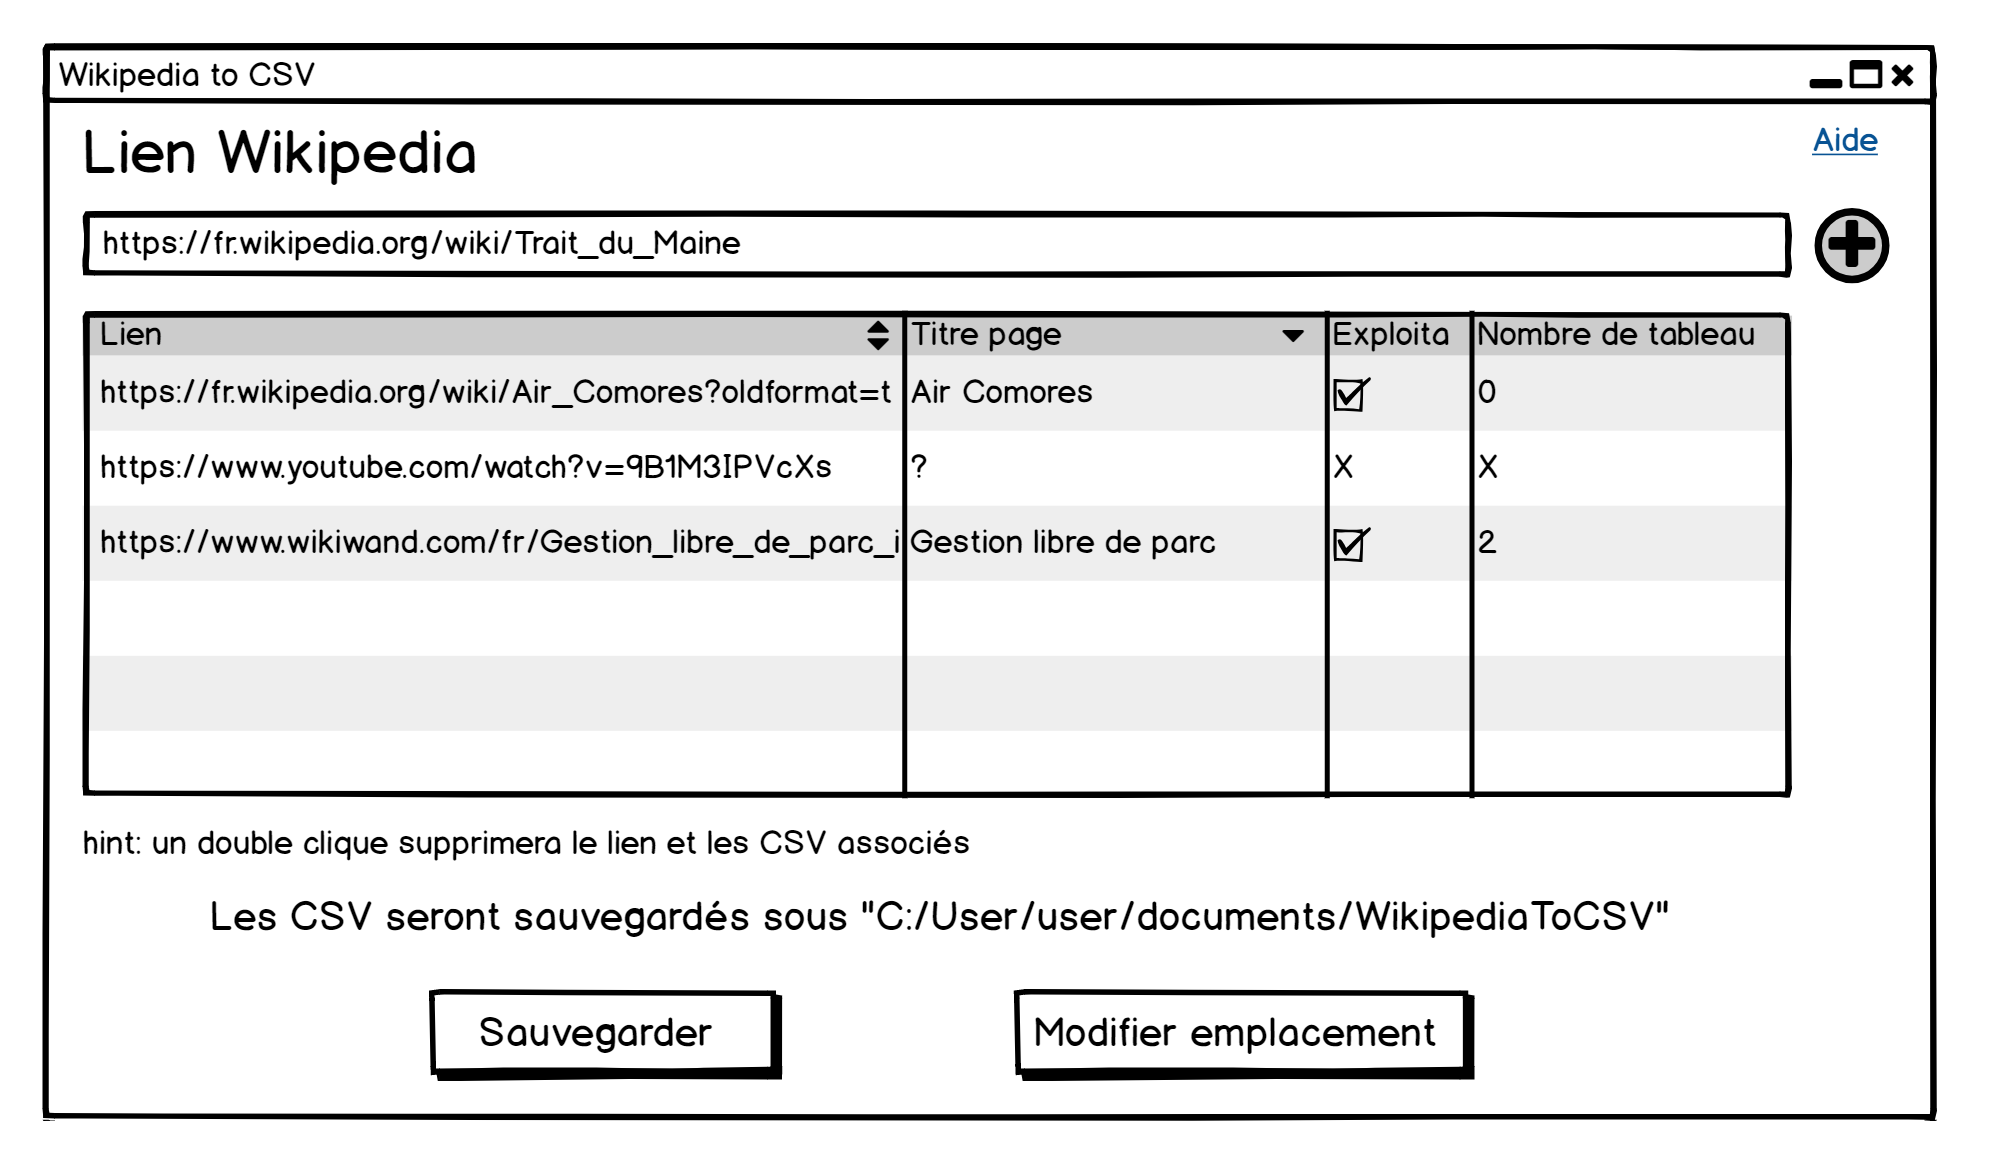 Wikipedia to CSV
Lien Wikipedia
Aide
https://fr.wikipedia.org/wiki/Trait_du_Maine
Lien Titre page Exploita Nombre de tableau
https://fr.wikipedia.org/wiki/Air_Comores?oldformat=t Air Comores 0
https://www.youtube.com/watch?v=9B1M3IPVcXs ? X X
https://www.wikiwand.com/fr/Gestion_libre_de_parc_i Gestion libre de parc 2
hint: un double clique supprimera le lien et les CSV associés
Les CSV seront sauvegardés sous "C:/User/user/documents/WikipediaToCSV"
Sauvegarder Modifier emplacement